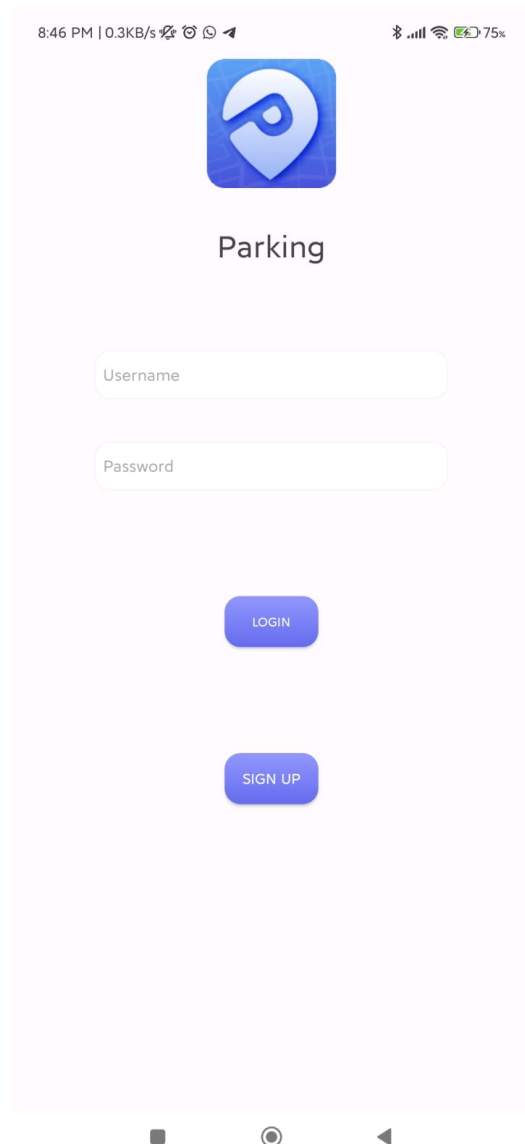 8:46 PM | 0.3KB/s 75%
Parking
Username
Password
LOGIN
SIGN UP